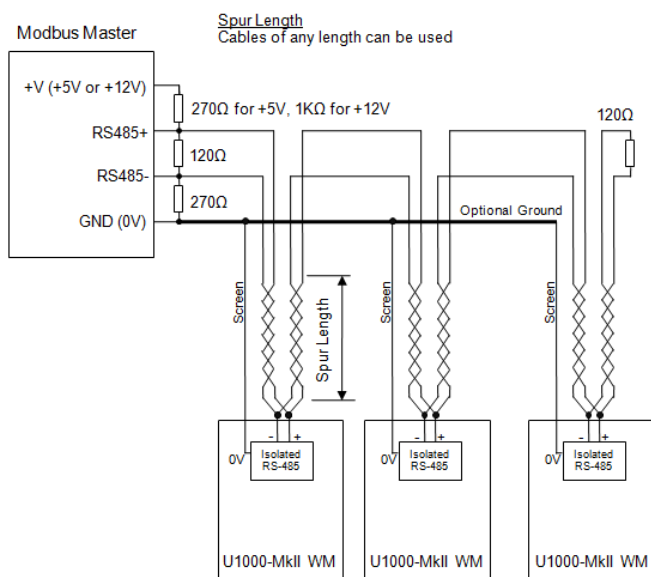 Spur Length
Cables of any length can be used
Modbus Master
+V (+5V or +12V)
270Ω for +5V, 1KΩ for +12V
120Ω
RS485+
120Ω
RS485-
270Ω
GND (0V)
Optional Ground
Screen
Spur Length
Screen
Screen
- +
- +
- +
0V
Isolated
RS-485
0V
Isolated
RS-485
0V
Isolated
RS-485
U1000-MkII WM
U1000-MkII WM
U1000-MkII WM